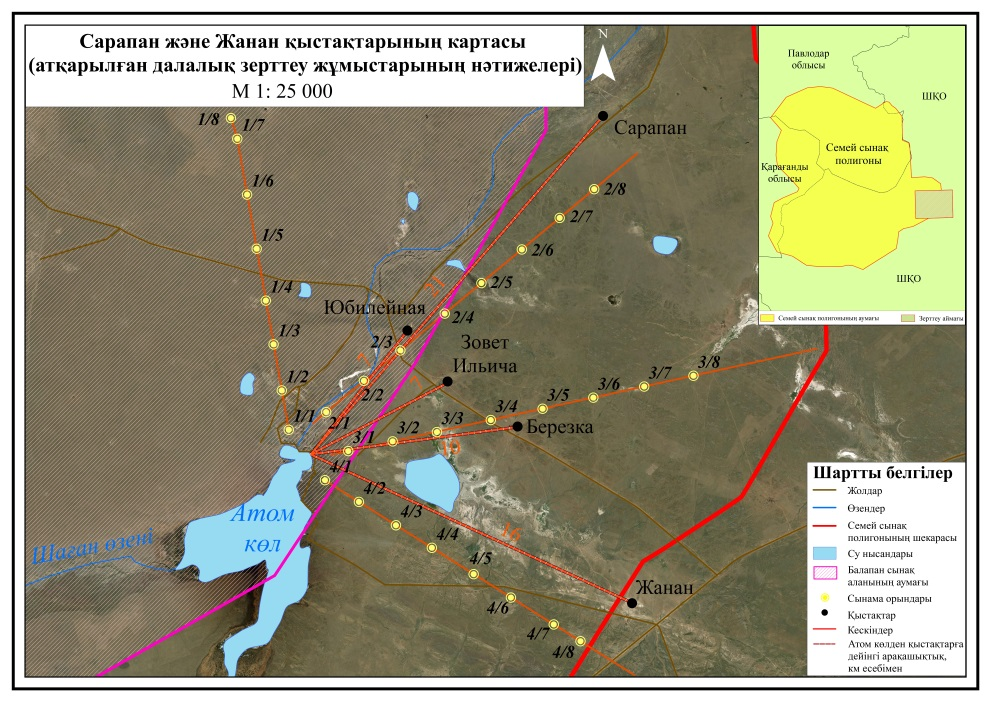 Сарапан және Жанан қыстақтарының картасы
(атқарылған далалық зерттеу жұмыстарының нәтижелері)
М 1: 25 000
N
Павлодар
облысы
ШҚО
Семей сынақ
полигоны
Қарағанды
облысы
ШҚО
Семей сынақ полигонының аумағы
Зерттеу аймағы
1/8
1/7
1/6
1/5
1/4
1/3
1/2
1/1
Сарапан
2/8
2/7
2/6
2/5
2/4
2/3
2/2
2/1
Юбилейная
Зовет
Ильича
3/8
3/7
3/6
3/5
3/4
3/3
3/2
3/1
Березка
4/1
4/2
4/3
4/4
4/5
4/6
4/7
4/8
Жанан
Атом
көл
Шаған өзені
Шартты белгілер
Жолдар
Өзендер
Семей сынақ
полигонының шекарасы
Су нысандары
Балапан сынақ
алаңының аумағы
Сынама орындары
Қыстақтар
Кескіндер
Атом көлден қыстақтарға
дейінгі арақашықтық,
км есебімен